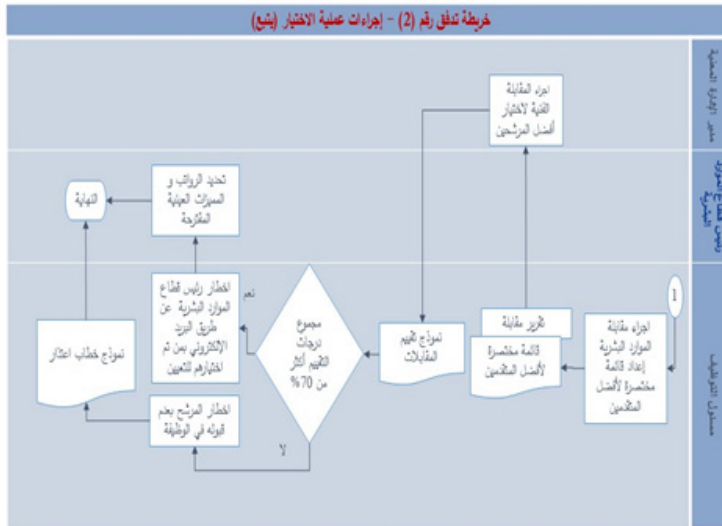 خريطة تدفق رقم (2) – إجراءات عملية الاختيار (يتبع)
مدير الإدارة المعنية
اجراء المقابلة
الفنية لاختيار
أفضل المرشحين
رئيس قطاع الموارد
البشرية
تحديد الرواتب و
المميزات العينية
المقترحة
النهاية
مسئول التوظيف
1
اجراء مقابلة
الموارد البشرية
إعداد قائمة
مختصرة لأفضل
المتقدمين
تقرير مقابلة
قائمة مختصرة
لأفضل المتقدمين
نموذج تقييم
المقابلات
مجموع
درجات
التقييم أكثر
من 70%
نعم
لا
اخطار رئيس قطاع
الموارد البشرية عن
طريق البريد
الإلكتروني بمن تم
اختيارهم للتعيين
اخطار المرشح بعدم
قبوله في الوظيفة
نموذج خطاب اعتذار